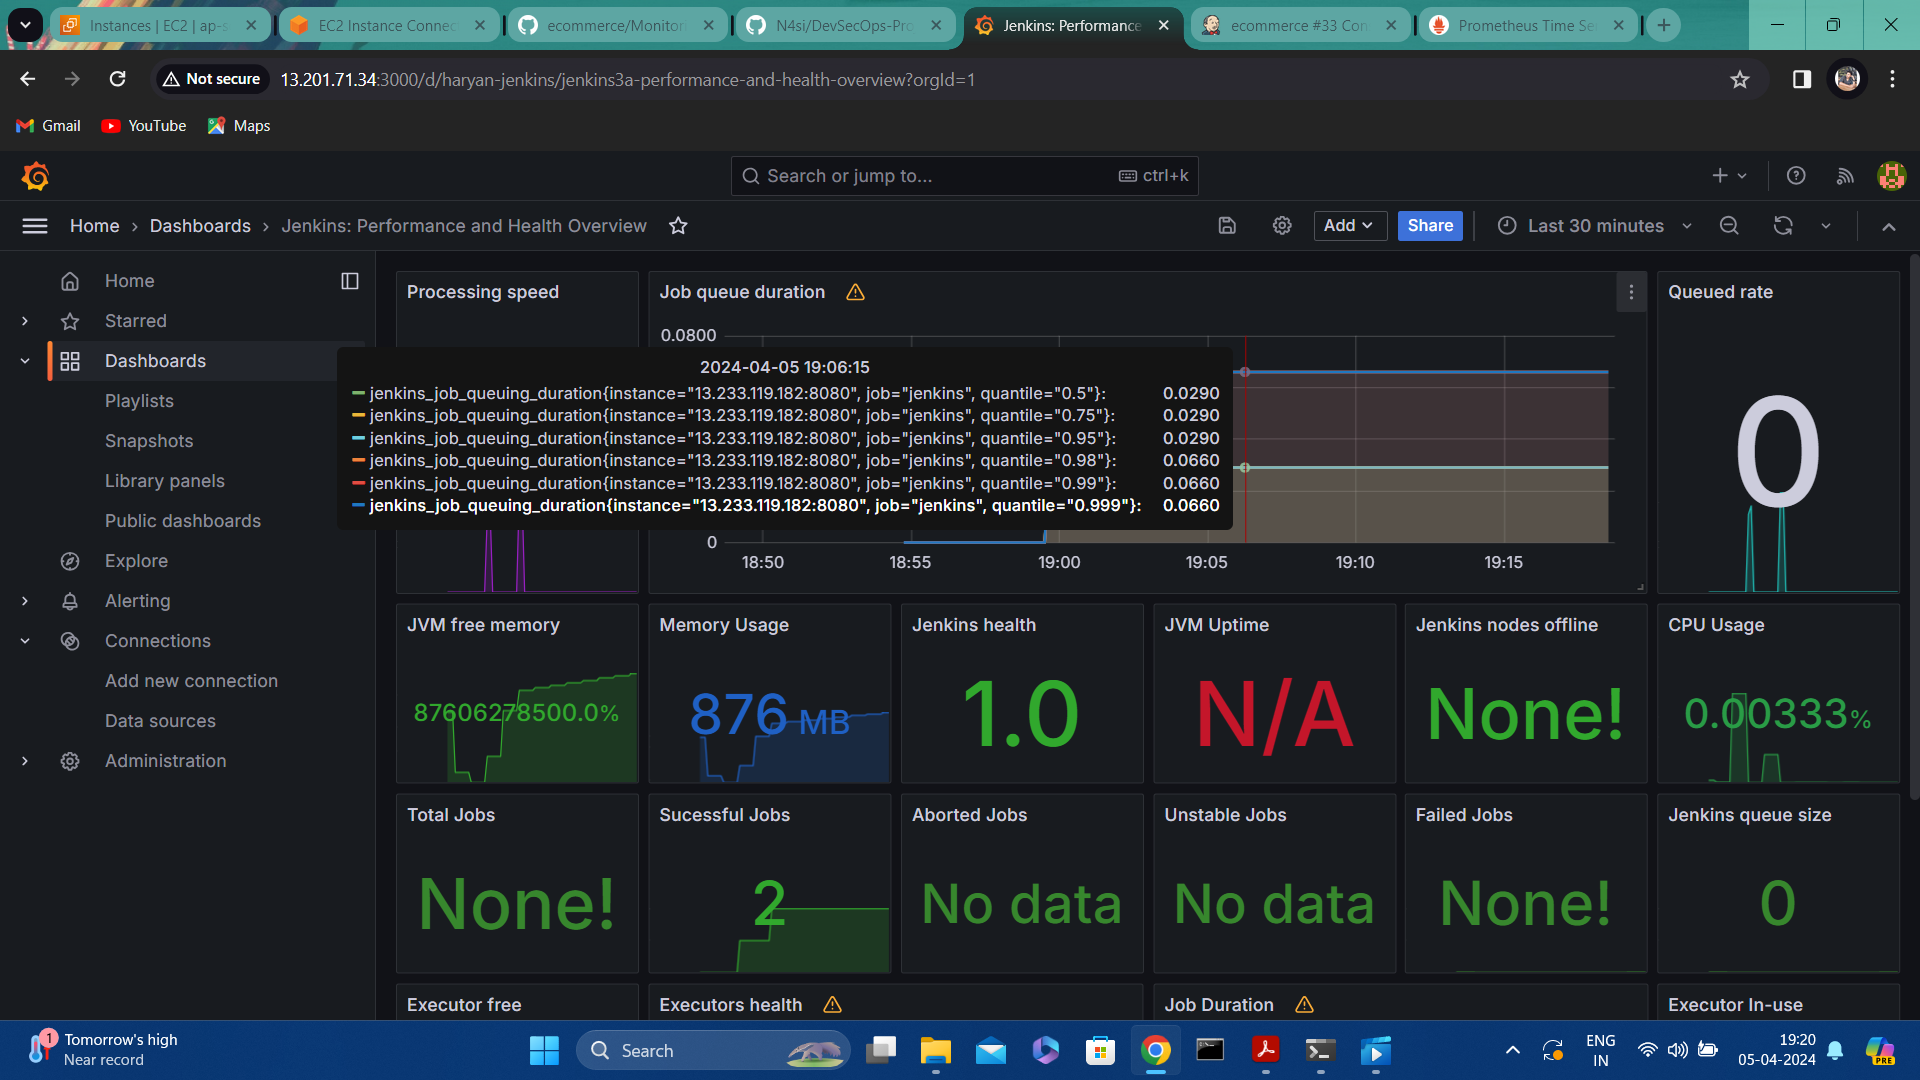 Instances | EC2 | ap-s
EC2 Instance Connec
ecommerce/Monitor
N4si/DevSecOps-Pro
Jenkins: Performance
ecommerce #33 Con
Prometheus Time Se
Not secure
13.201.71.34:3000/d/haryan-jenkins/jenkins3a-performance-and-health-overview?orgId=1
Gmail
YouTube
Maps
Search or jump to...
ctrl+k
Home › Dashboards › Jenkins: Performance and Health Overview
Add
Share
Last 30 minutes
Home
Starred
Dashboards
Playlists
Snapshots
Library panels
Public dashboards
Explore
Alerting
Connections
Add new connection
Data sources
Administration
Processing speed
Job queue duration
0.0800
2024-04-05 19:06:15
jenkins_job_queuing_duration{instance="13.233.119.182:8080", job="jenkins", quantile="0.5"}: 0.0290
jenkins_job_queuing_duration{instance="13.233.119.182:8080", job="jenkins", quantile="0.75"}: 0.0290
jenkins_job_queuing_duration{instance="13.233.119.182:8080", job="jenkins", quantile="0.95"}: 0.0290
jenkins_job_queuing_duration{instance="13.233.119.182:8080", job="jenkins", quantile="0.98"}: 0.0660
jenkins_job_queuing_duration{instance="13.233.119.182:8080", job="jenkins", quantile="0.99"}: 0.0660
jenkins_job_queuing_duration{instance="13.233.119.182:8080", job="jenkins", quantile="0.999"}: 0.0660
0
18:50 18:55 19:00 19:05 19:10 19:15
Queued rate
0
JVM free memory
87606278500.0%
Memory Usage
876 MB
Jenkins health
1.0
JVM Uptime
N/A
Jenkins nodes offline
None!
CPU Usage
0.00333%
Total Jobs
None!
Sucessful Jobs
2
Aborted Jobs
No data
Unstable Jobs
No data
Failed Jobs
None!
Jenkins queue size
0
Executor free
Executors health
Job Duration
Executor In-use
1
Tomorrow's high
Near record
Search
PRE
ENG
IN
19:20
05-04-2024